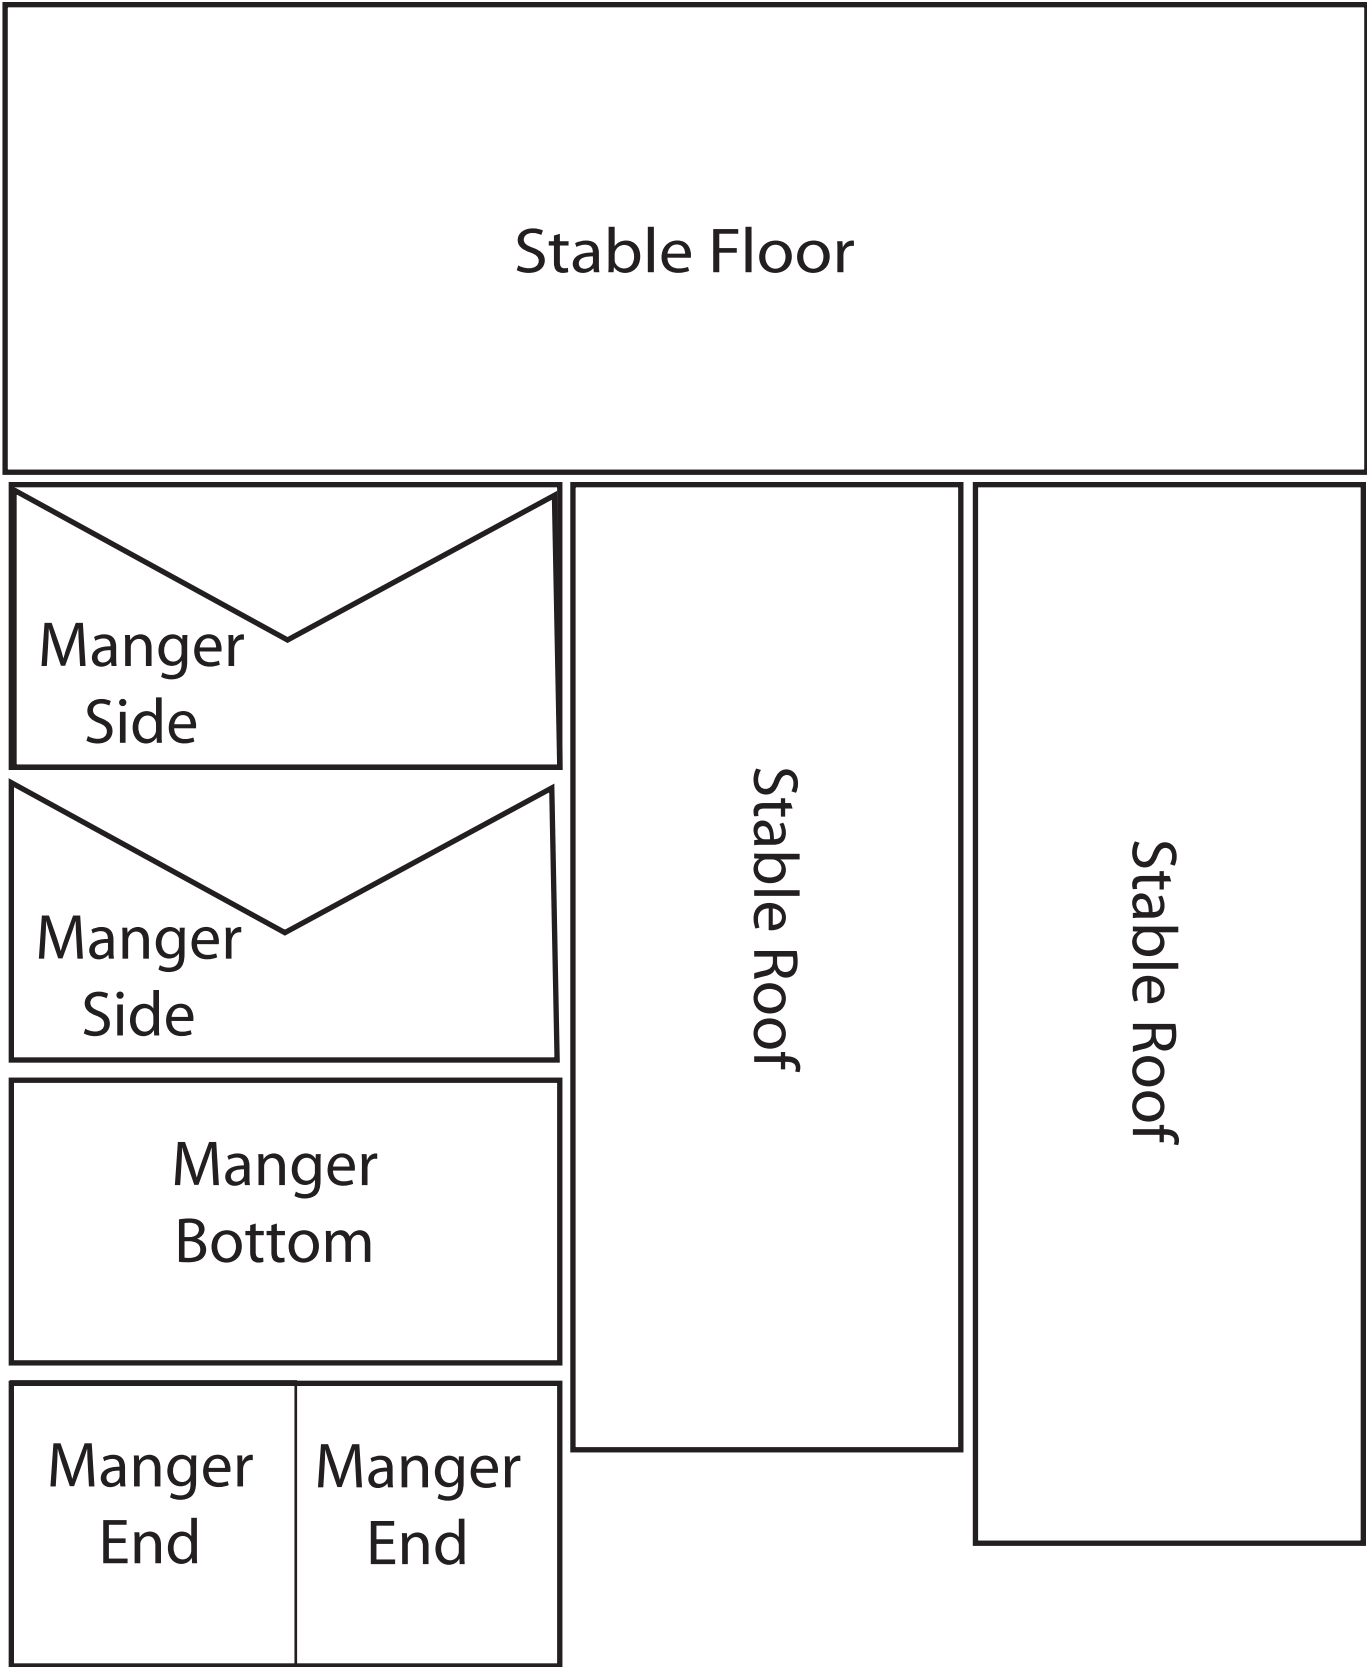 Stable Floor
Manger
Side
Manger
Side
Manger
Bottom
Manger
End
Manger
End
Stable Roof
Stable Roof